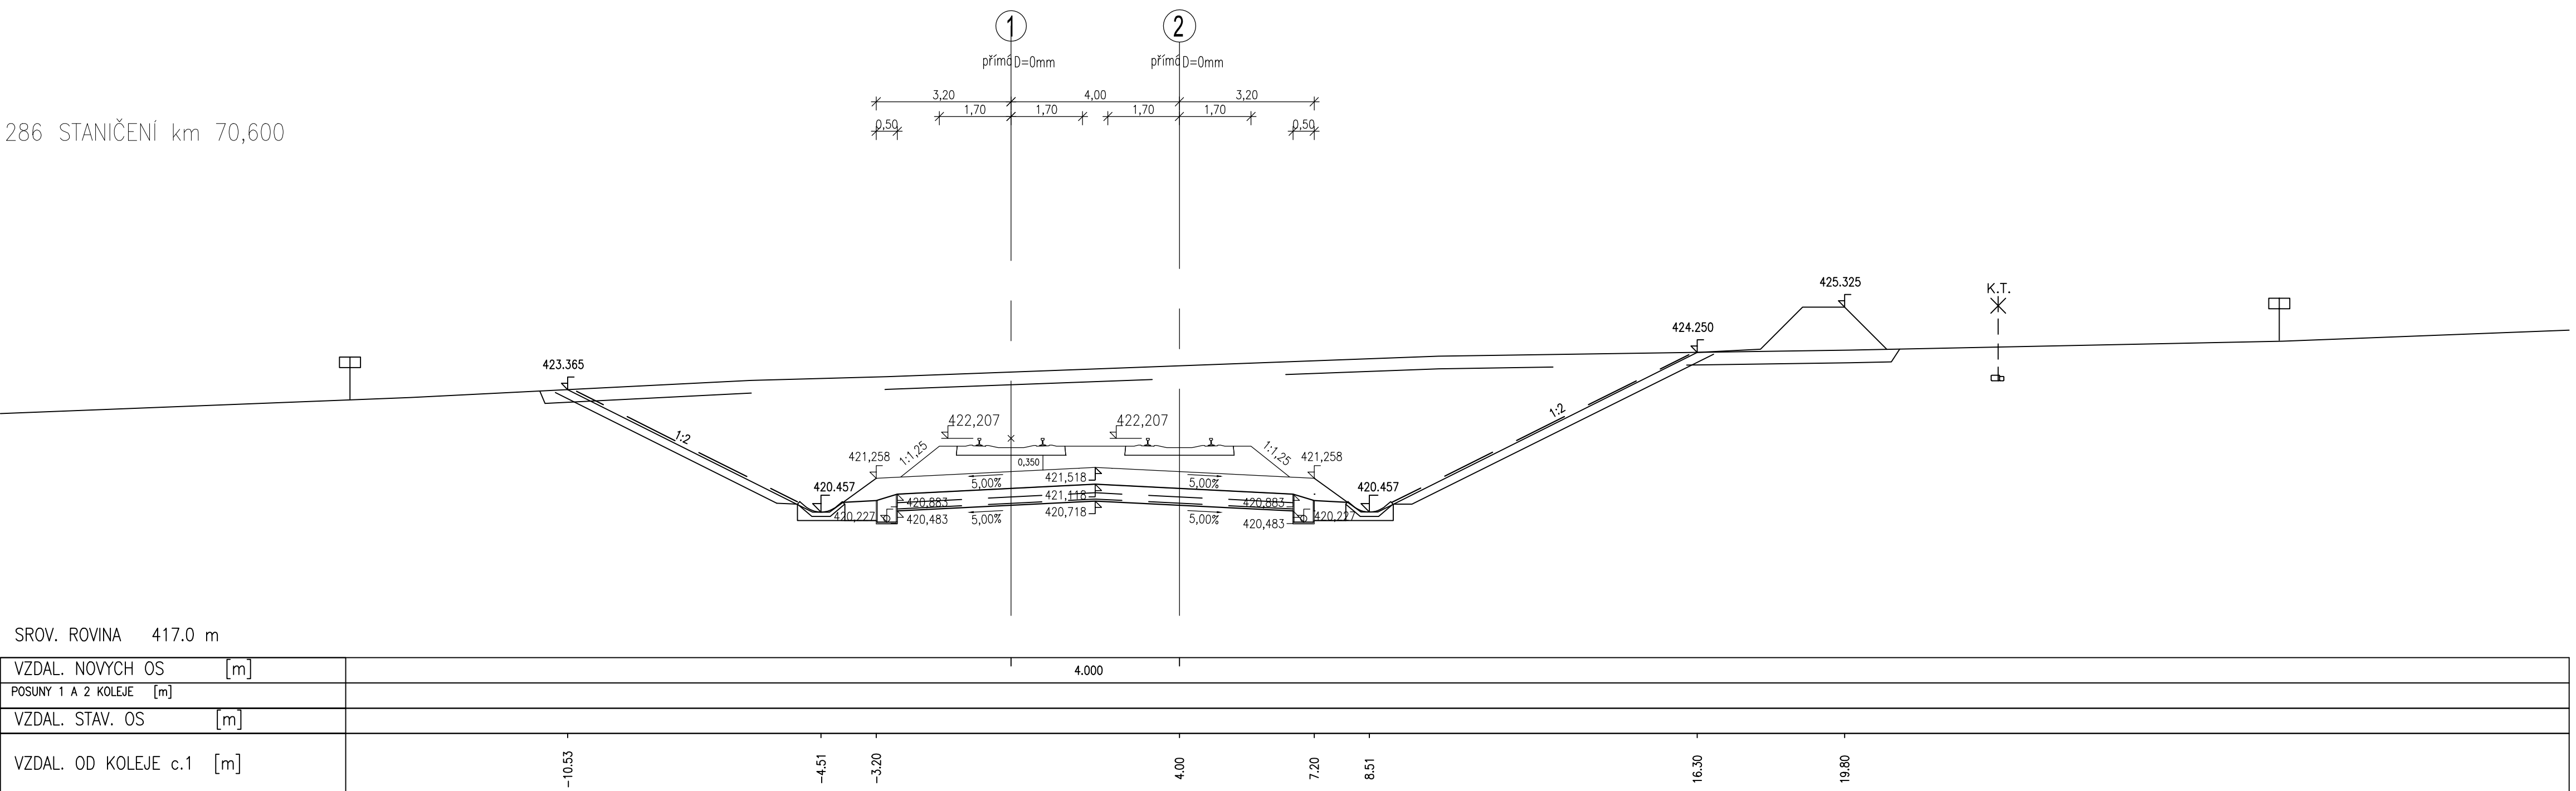 1 2
přímá D=0mm přímá D=0mm
3,20 4,00 3,20
1,70 1,70 1,70 1,70
0,50 0,50
286 STANIČENÍ km 70,600
425.325
K.T.
424.250
423.365
422,207 422,207
1:2 1:2
1:1,25 1:1,25
421,258 421,258
0,350
421,518
5,00% 5,00%
420.457 420.457
421,118
420,883 420,883
420,718
420,227 420,227
420,483 420,483
5,00% 5,00%
SROV. ROVINA 417.0 m
VZDAL. NOVYCH OS [m] 4.000
POSUNY 1 A 2 KOLEJE [m]
VZDAL. STAV. OS [m]
VZDAL. OD KOLEJE c.1 [m] -10.53 -4.51 -3.20 4.00 7.20 8.51 16.30 19.80